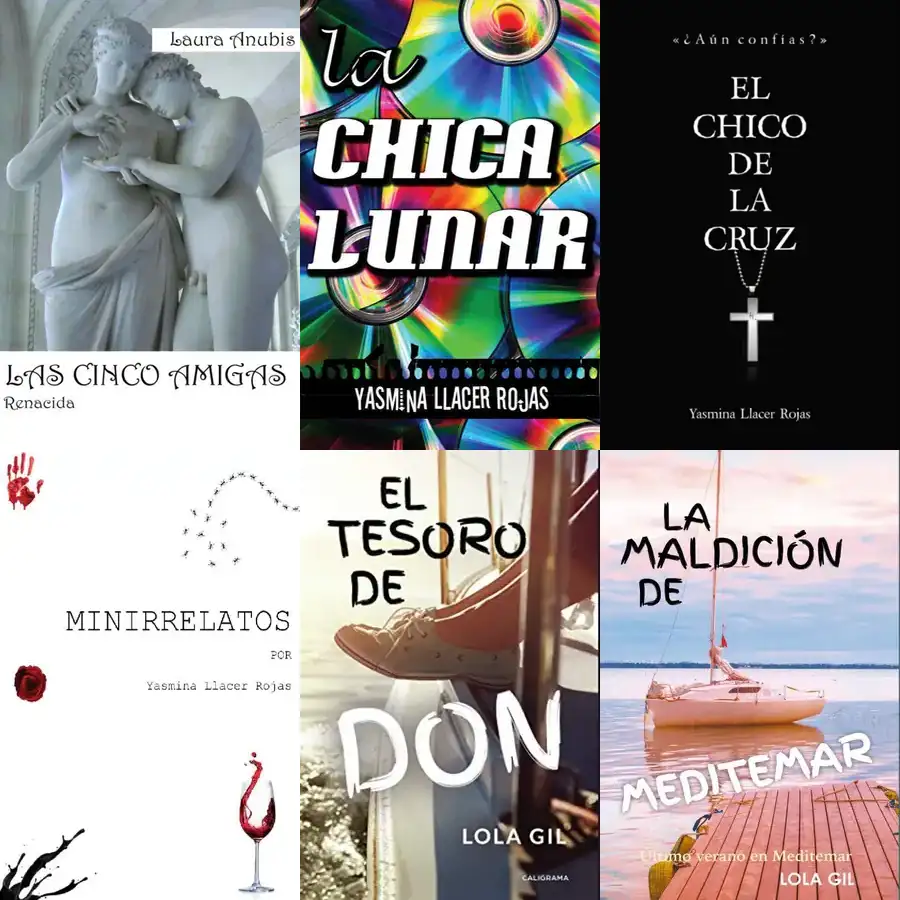 Laura Anubis
LAS CINCO AMIGAS
Renacida
la
CHICA
LUNAR
YASMINA LLACER ROJAS
«¿Aún confías?»
EL
CHICO
DE
LA
CRUZ
Yasmina Llacer Rojas
MINIRRELATOS
POR
Yasmina Llacer Rojas
EL
TESORO
DE
DON
LOLA GIL
CALIGRAMA
LA
MALDICIÓN
DE
MEDITEMAR
Último verano en Meditemar
LOLA GIL